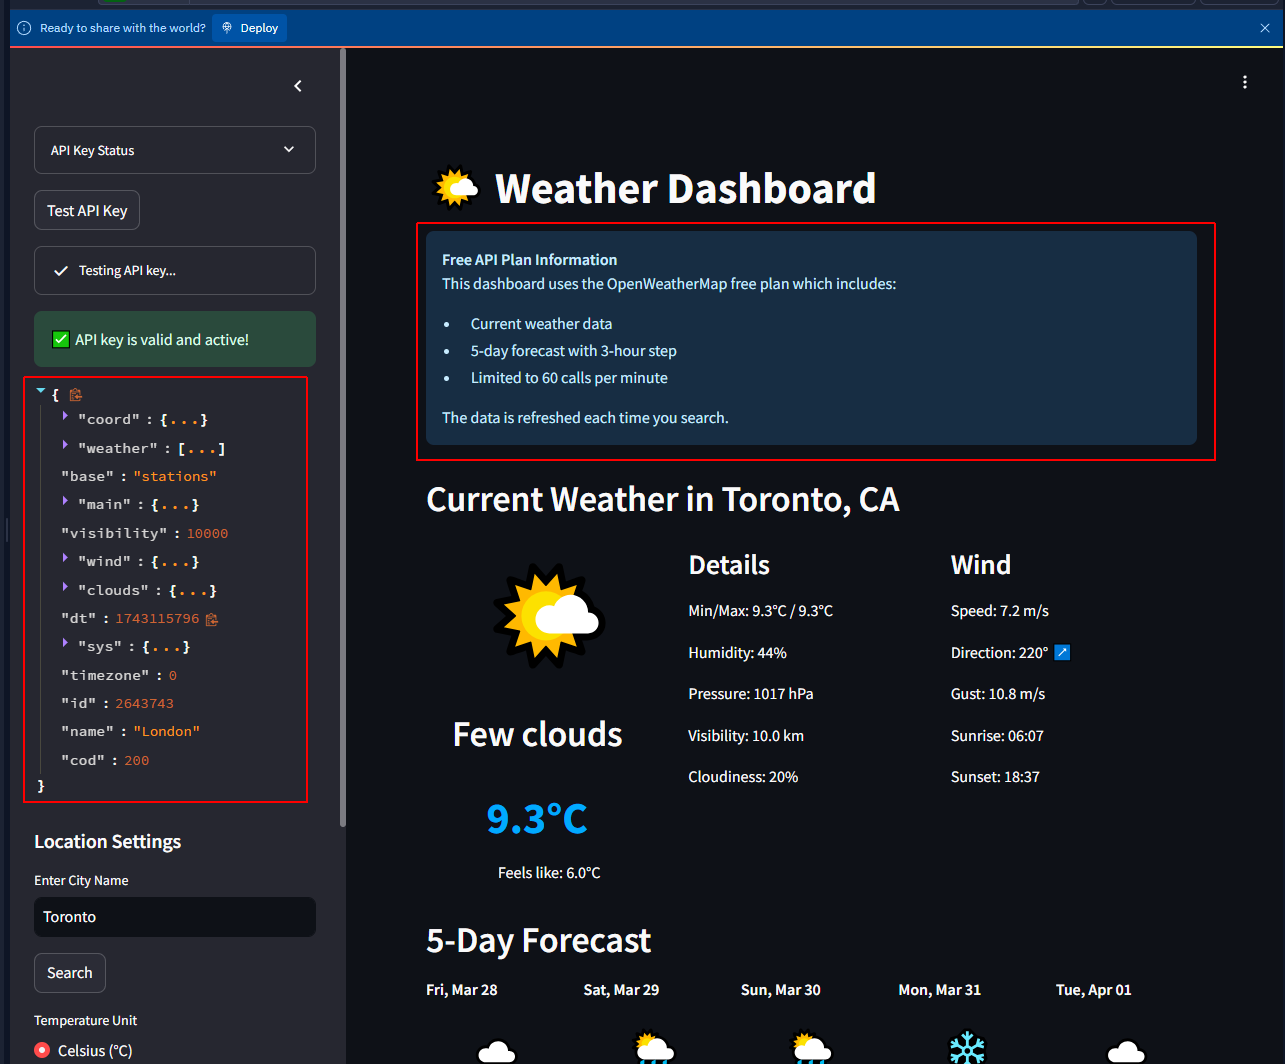 Ready to share with the world?
Deploy
API Key Status
Test API Key
Testing API key...
API key is valid and active!
{
"coord" : {...}
"weather" : [...]
"base" : "stations"
"main" : {...}
"visibility" : 10000
"wind" : {...}
"clouds" : {...}
"dt" : 1743115796
"sys" : {...}
"timezone" : 0
"id" : 2643743
"name" : "London"
"cod" : 200
}
Location Settings
Enter City Name
Toronto
Search
Temperature Unit
Celsius (°C)
Weather Dashboard
Free API Plan Information
This dashboard uses the OpenWeatherMap free plan which includes:
• Current weather data
• 5-day forecast with 3-hour step
• Limited to 60 calls per minute
The data is refreshed each time you search.
Current Weather in Toronto, CA
Few clouds
9.3°C
Feels like: 6.0°C
Details
Min/Max: 9.3°C / 9.3°C
Humidity: 44%
Pressure: 1017 hPa
Visibility: 10.0 km
Cloudiness: 20%
Wind
Speed: 7.2 m/s
Direction: 220° ↗
Gust: 10.8 m/s
Sunrise: 06:07
Sunset: 18:37
5-Day Forecast
Fri, Mar 28
Sat, Mar 29
Sun, Mar 30
Mon, Mar 31
Tue, Apr 01